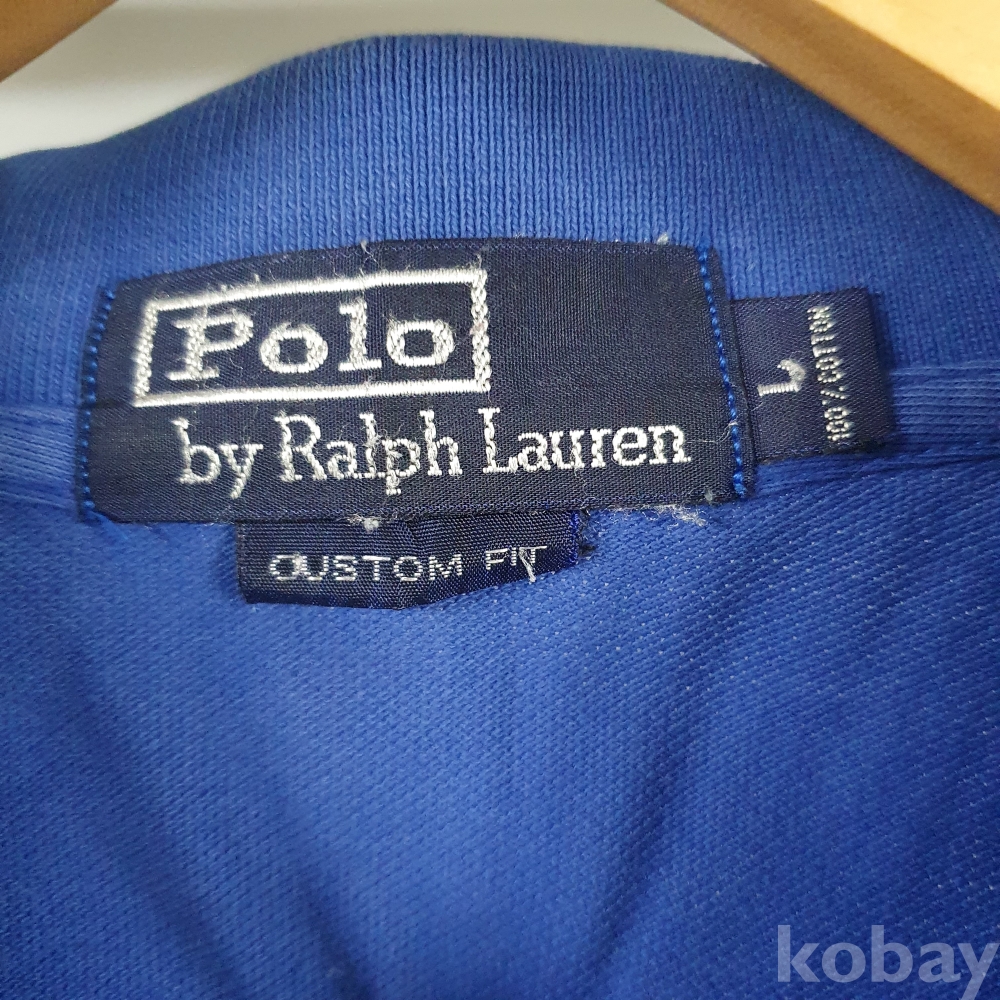 Polo
by Ralph Lauren
L
100% COTTON
CUSTOM FIT
kobay